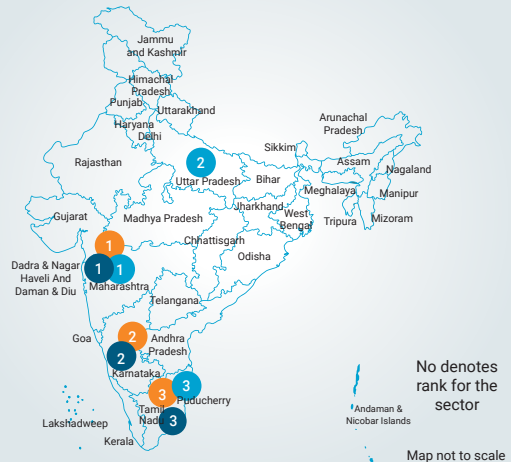 Jammu
and Kashmir
Himachal
Pradesh
Punjab
Uttarakhand
Haryana
Delhi
Arunachal
Pradesh
Sikkim
Assam
Nagaland
Rajasthan
2
Uttar Pradesh
Bihar
Meghalaya
Manipur
Jharkhand
West
Bengal
Tripura
Mizoram
Gujarat
Madhya Pradesh
Chhattisgarh
Odisha
1
1
1
Dadra & Nagar
Haveli And
Daman & Diu
Maharashtra
Telangana
Goa
2
Andhra
Pradesh
2
Karnataka
3
3
Puducherry
Tamil
Nadu
3
Lakshadweep
Kerala
Andaman &
Nicobar Islands
No denotes
rank for the
sector
Map not to scale